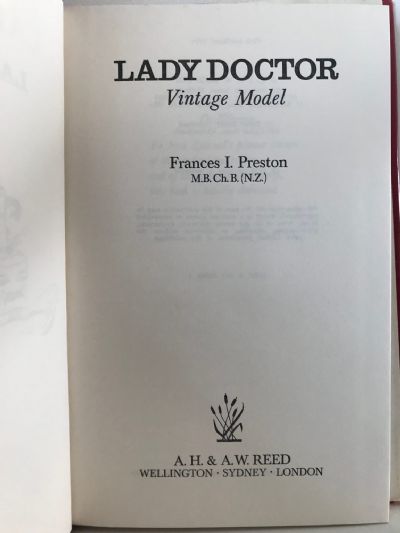 LADY DOCTOR
Vintage Model
Frances I. Preston
M.B. Ch. B. (N.Z.)
A. H. & A.W. REED
WELLINGTON · SYDNEY · LONDON